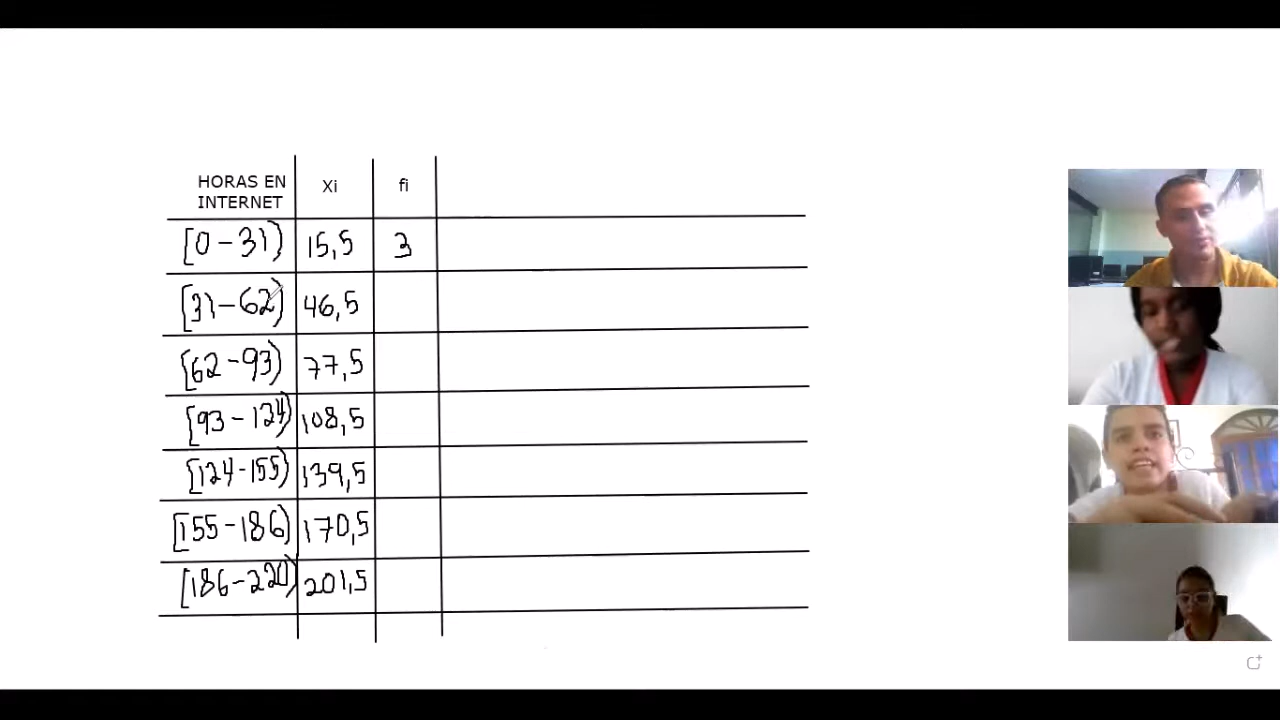 HORAS EN INTERNET Xi fi
[0 - 31) 15,5 3
[31 - 62) 46,5
[62 - 93) 77,5
[93 - 124) 108,5
[124 - 155) 139,5
[155 - 186) 170,5
[186 - 220) 201,5